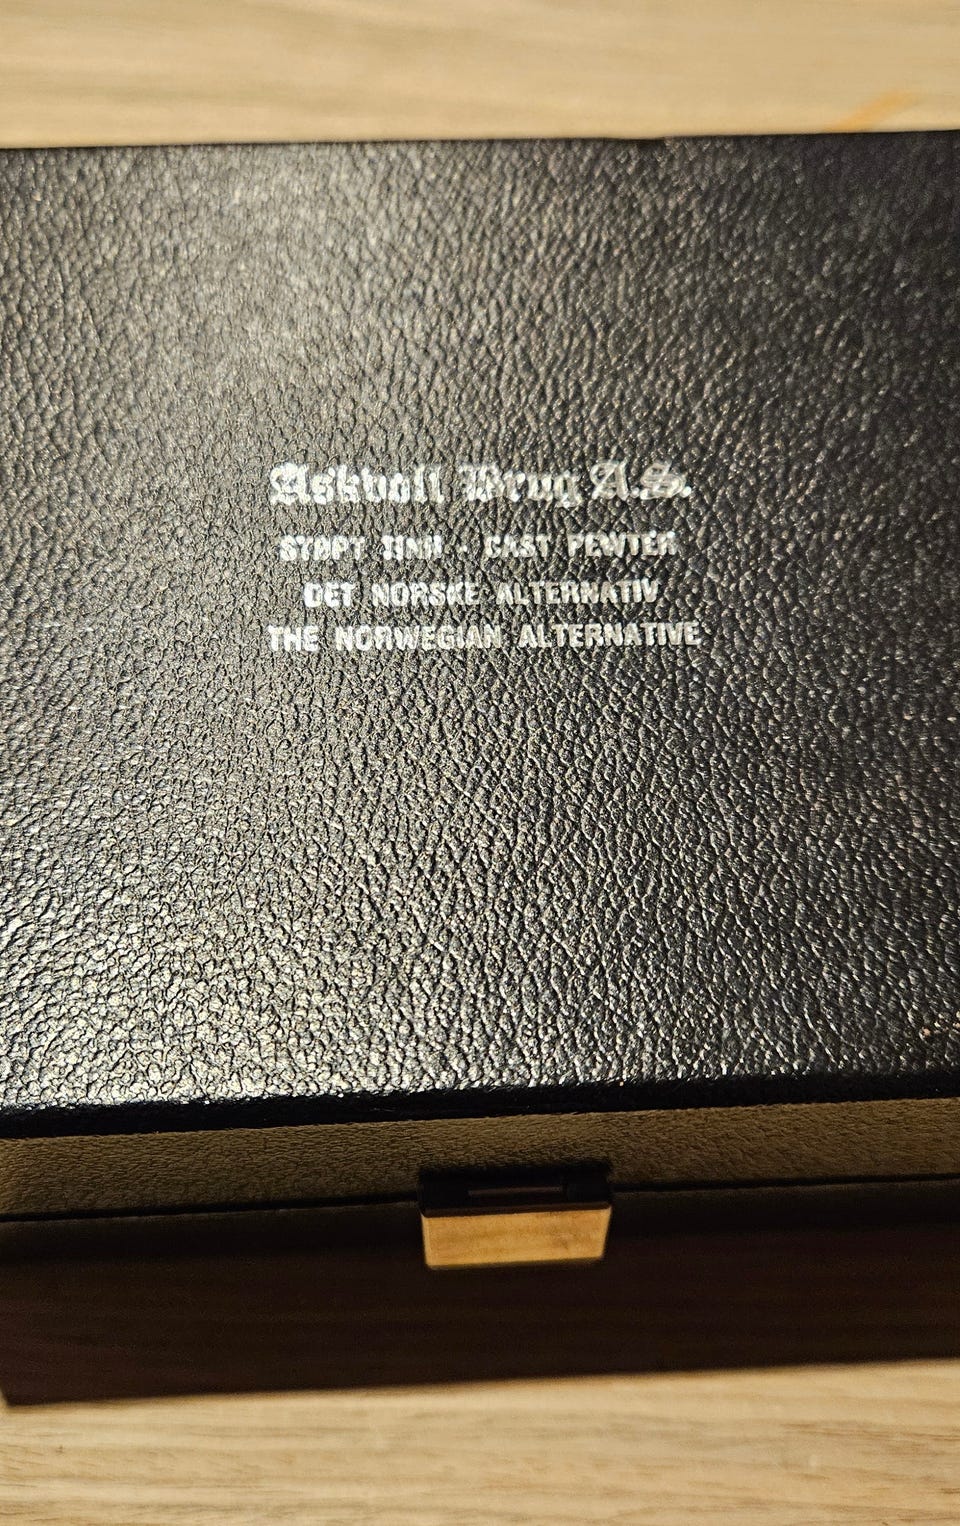 Askvoll Brug A.S.
STØPT TINN - CAST PEWTER
DET NORSKE ALTERNATIV
THE NORWEGIAN ALTERNATIVE